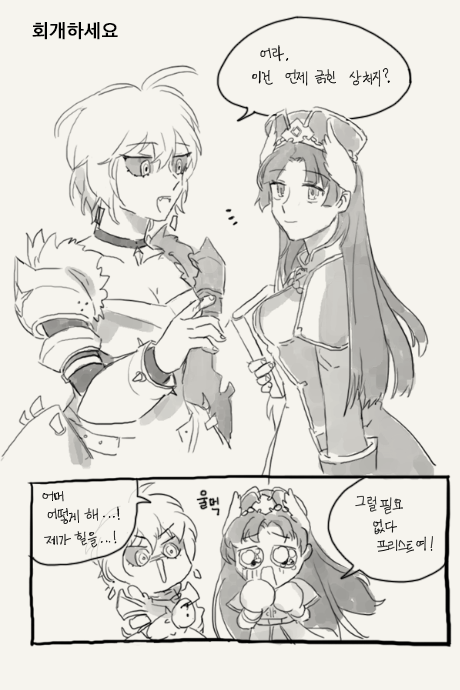 회개하세요
어라,
이건 언제 긁힌 상처지?
어머
어떻게 해...!
제가 힐을...!
울먹
그럴 필요
없다
프리스트여!